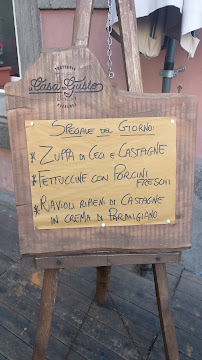 TRATTORIA
Casa Gusto
SPECIALE DEL GIORNO:
* ZUPPA DI CECI E CASTAGNE
* FETTUCCINE CON PORCINI
FRESCHI
* RAVIOLI RIPIENI DI CASTAGNE
IN CREMA DI PARMIGIANO